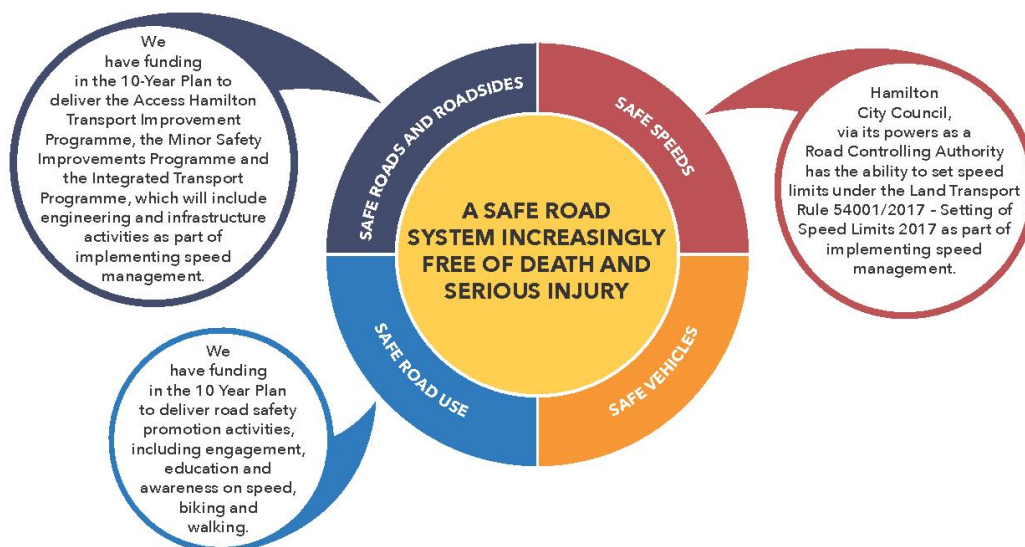 We
have funding
in the 10-Year Plan to
deliver the Access Hamilton
Transport Improvement
Programme, the Minor Safety
Improvements Programme and
the Integrated Transport
Programme, which will include
engineering and infrastructure
activities as part of
implementing speed
management.
SAFE ROADS AND ROADSIDES
SAFE SPEEDS
Hamilton
City Council,
via its powers as a
Road Controlling Authority
has the ability to set speed
limits under the Land Transport
Rule 54001/2017 - Setting of
Speed Limits 2017 as part of
implementing speed
management.
A SAFE ROAD
SYSTEM INCREASINGLY
FREE OF DEATH AND
SERIOUS INJURY
We
have funding
in the 10 Year Plan
to deliver road safety
promotion activities,
including engagement,
education and
awareness on speed,
biking and
walking.
SAFE ROAD USE
SAFE VEHICLES